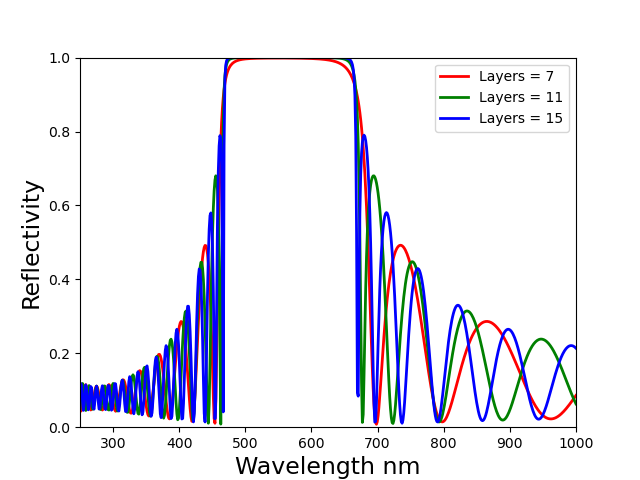 1.0
0.8
0.6
0.4
0.2
0.0
Reflectivity
Layers = 7
Layers = 11
Layers = 15
300 400 500 600 700 800 900 1000
Wavelength nm